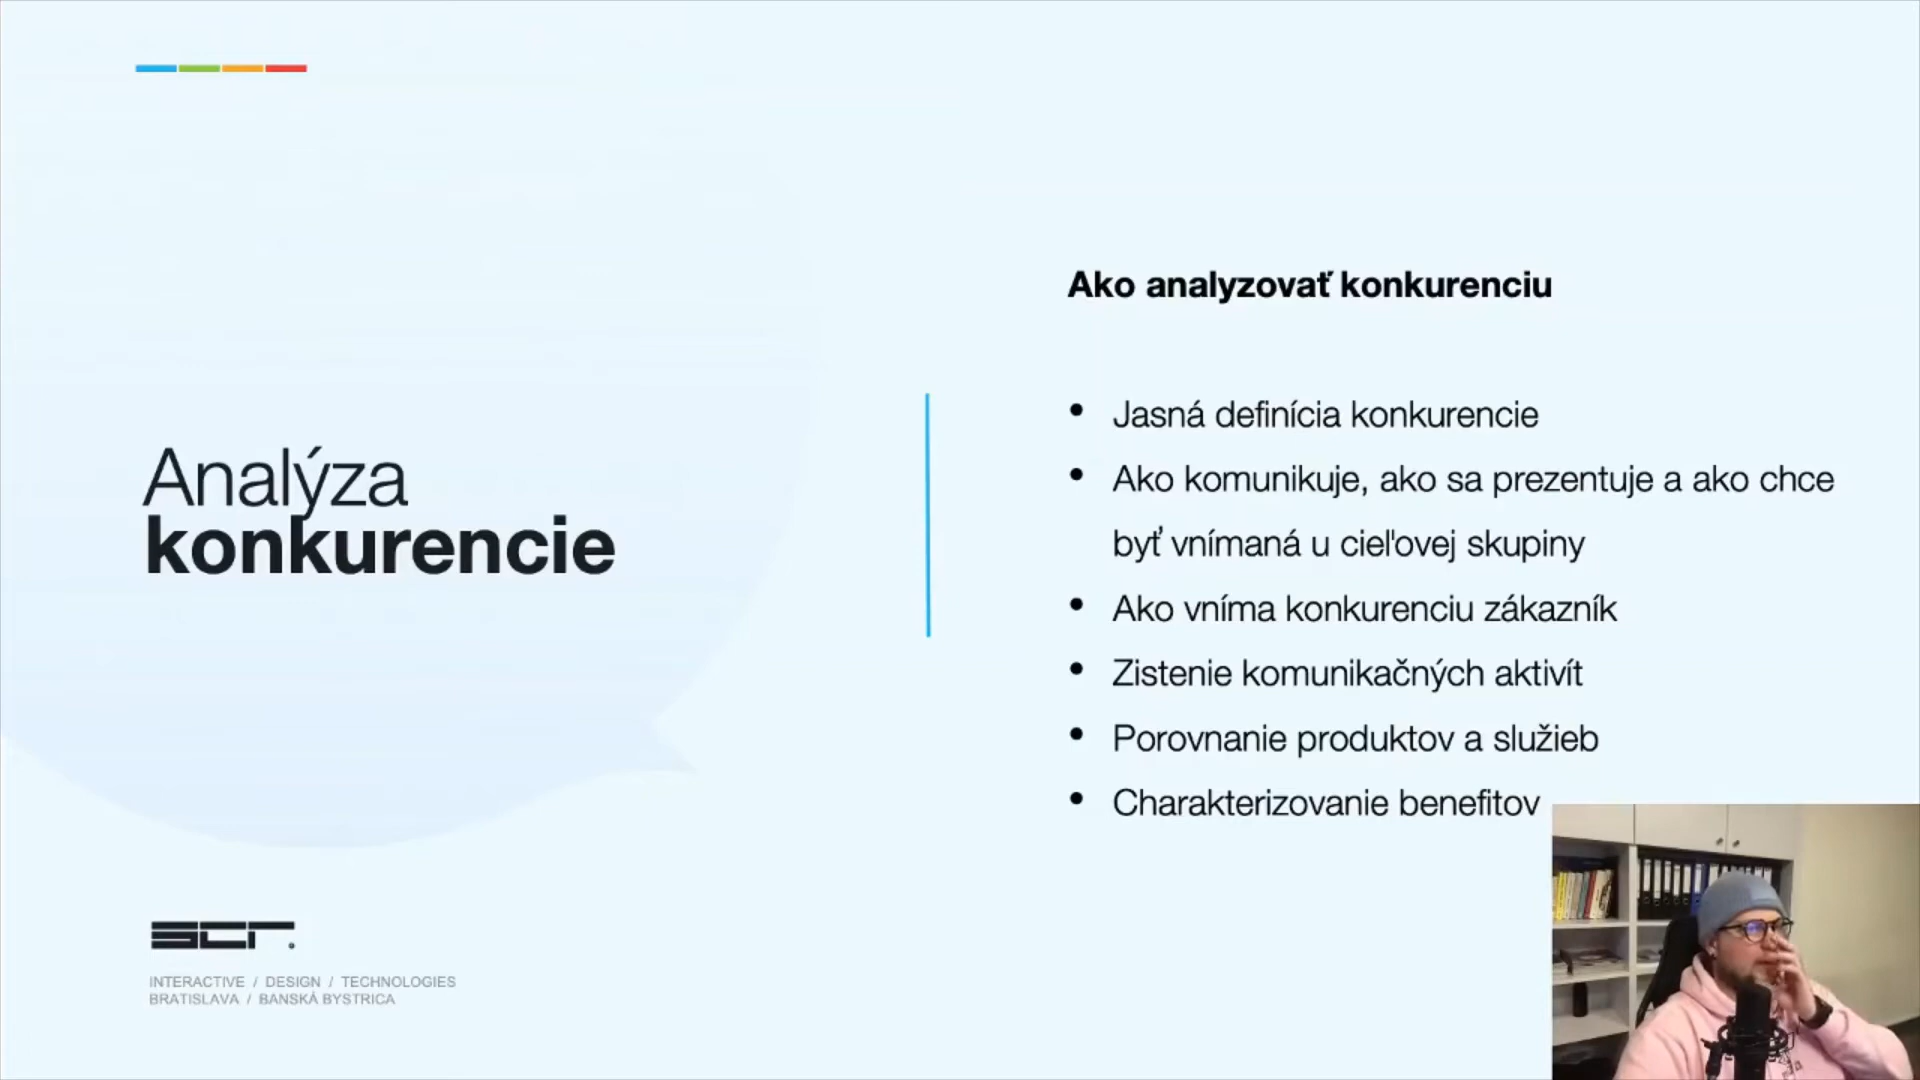 Analýza
konkurencie
Ako analyzovať konkurenciu
• Jasná definícia konkurencie
• Ako komunikuje, ako sa prezentuje a ako chce
byť vnímaná u cieľovej skupiny
• Ako vníma konkurenciu zákazník
• Zistenie komunikačných aktivít
• Porovnanie produktov a služieb
• Charakterizovanie benefitov
scr.
INTERACTIVE / DESIGN / TECHNOLOGIES
BRATISLAVA / BANSKÁ BYSTRICA